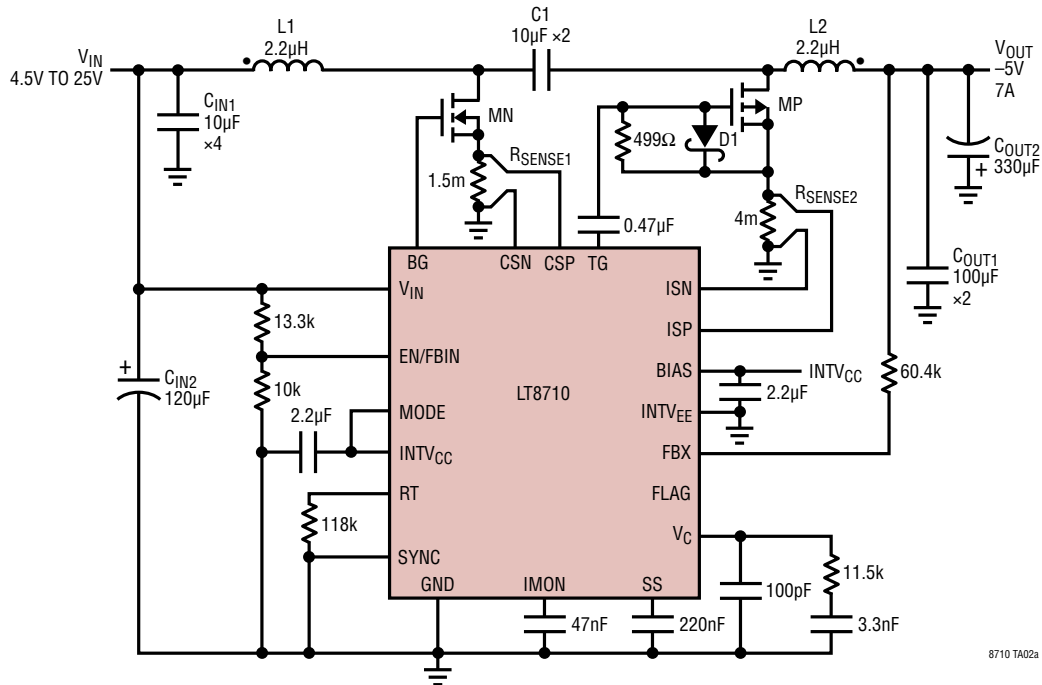 V_IN
4.5V TO 25V
L1
2.2µH
C1
10µF ×2
L2
2.2µH
V_OUT
–5V
7A
C_IN1
10µF
×4
MN
R_SENSE1
1.5m
499Ω
D1
MP
R_SENSE2
4m
0.47µF
C_OUT2
+
330µF
C_OUT1
100µF
×2
BG
CSN
CSP
TG
V_IN
ISN
13.3k
EN/FBIN
ISP
10k
BIAS
INTV_CC
60.4k
+
C_IN2
120µF
2.2µF
MODE
LT8710
2.2µF
INTV_EE
INTV_CC
FBX
RT
FLAG
118k
V_C
SYNC
11.5k
GND
IMON
SS
100pF
47nF
220nF
3.3nF
8710 TA02a